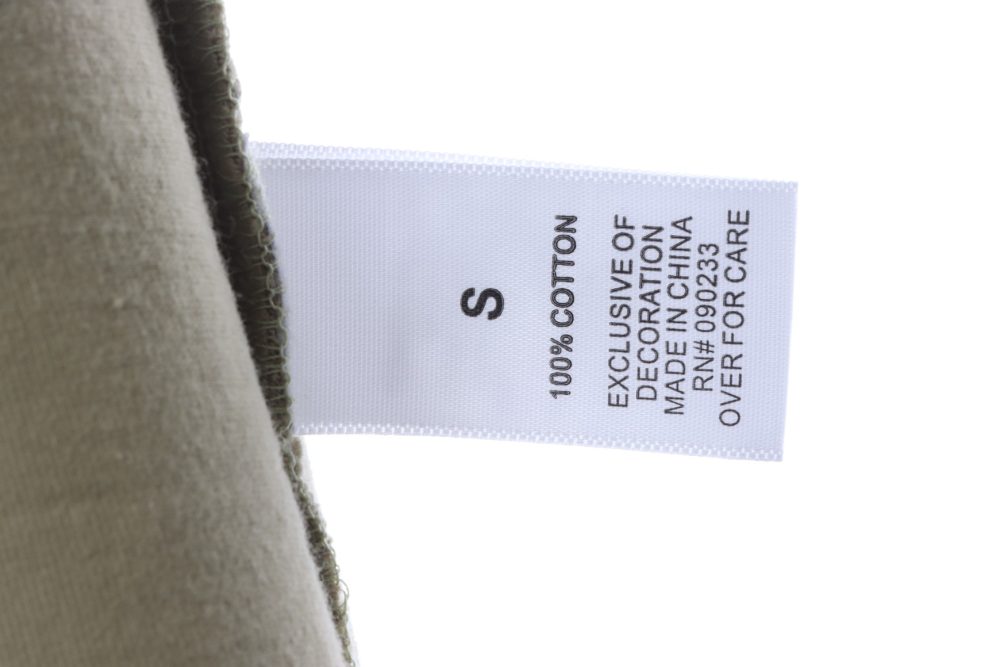 S
100% COTTON
EXCLUSIVE OF
DECORATION
MADE IN CHINA
RN# 090233
OVER FOR CARE